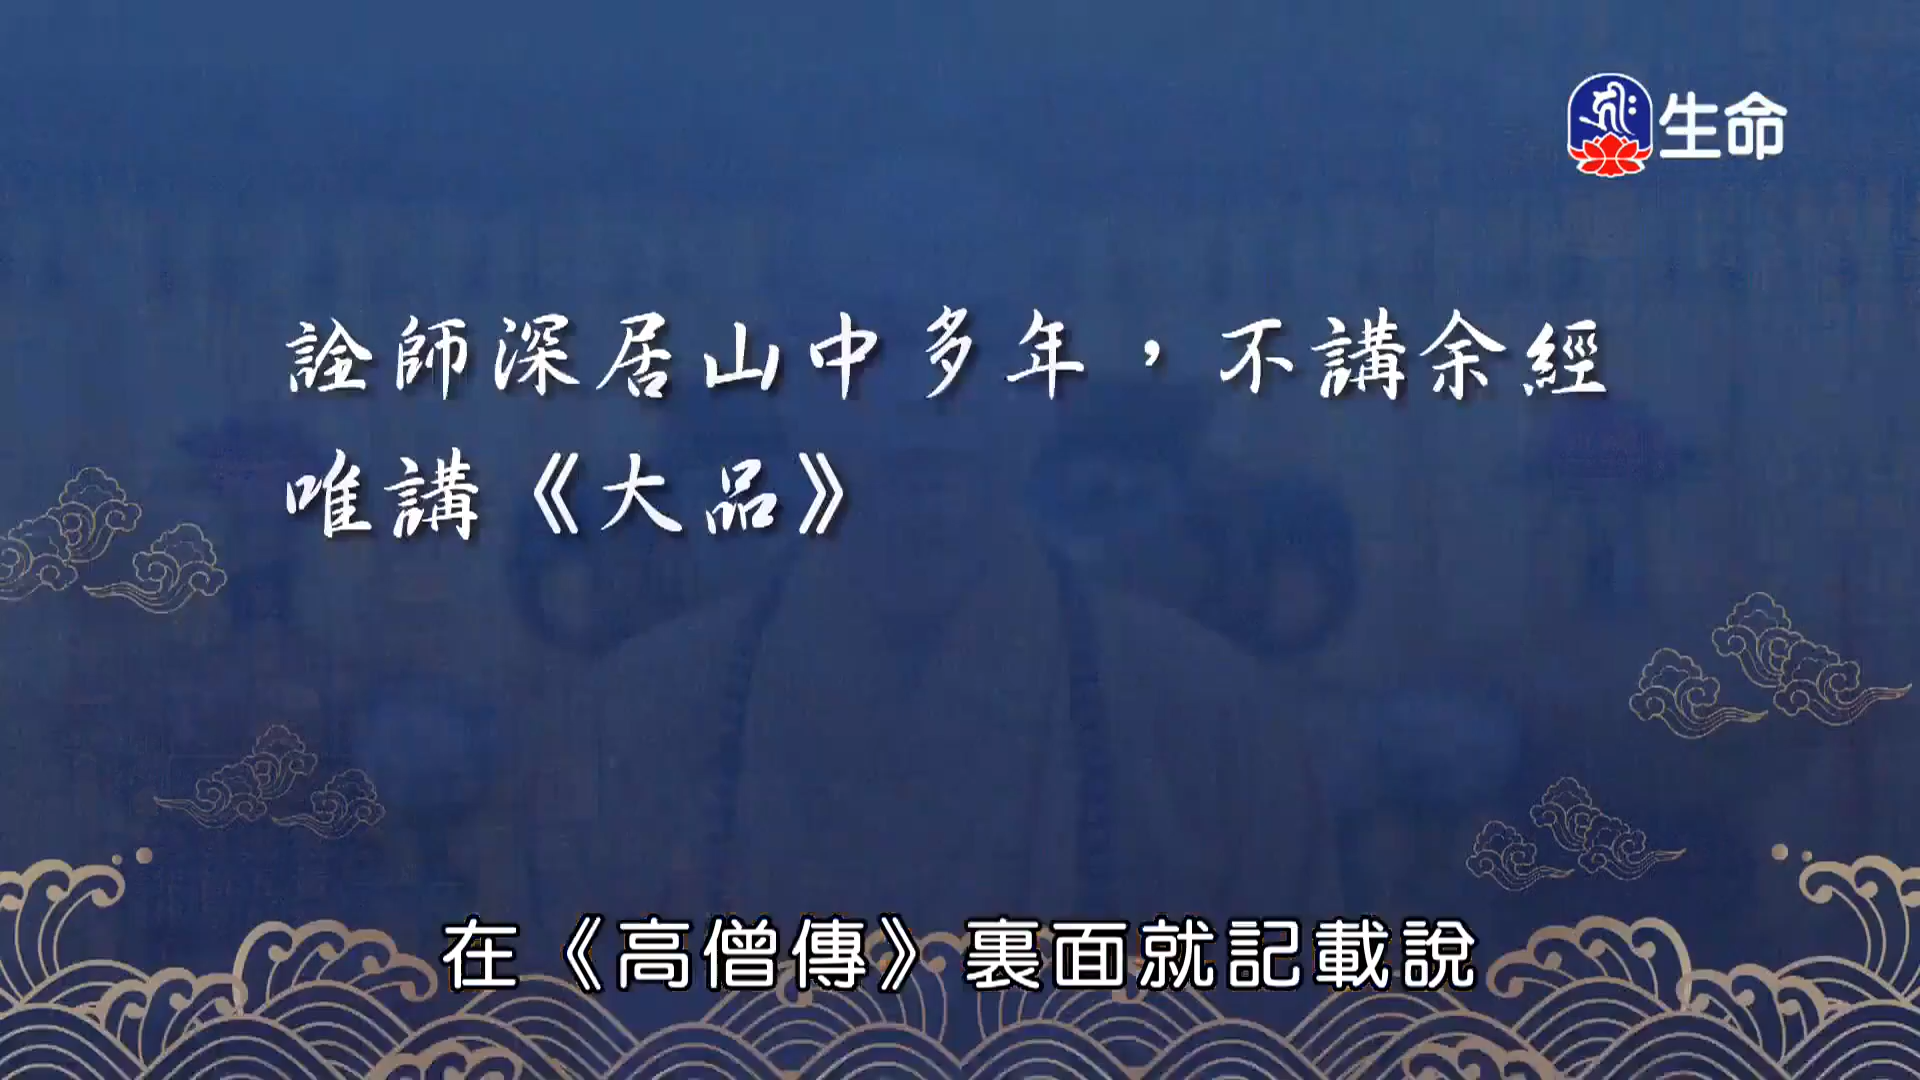 生命
詮師深居山中多年，不講余經
唯講《大品》
在《高僧傳》裏面就記載說